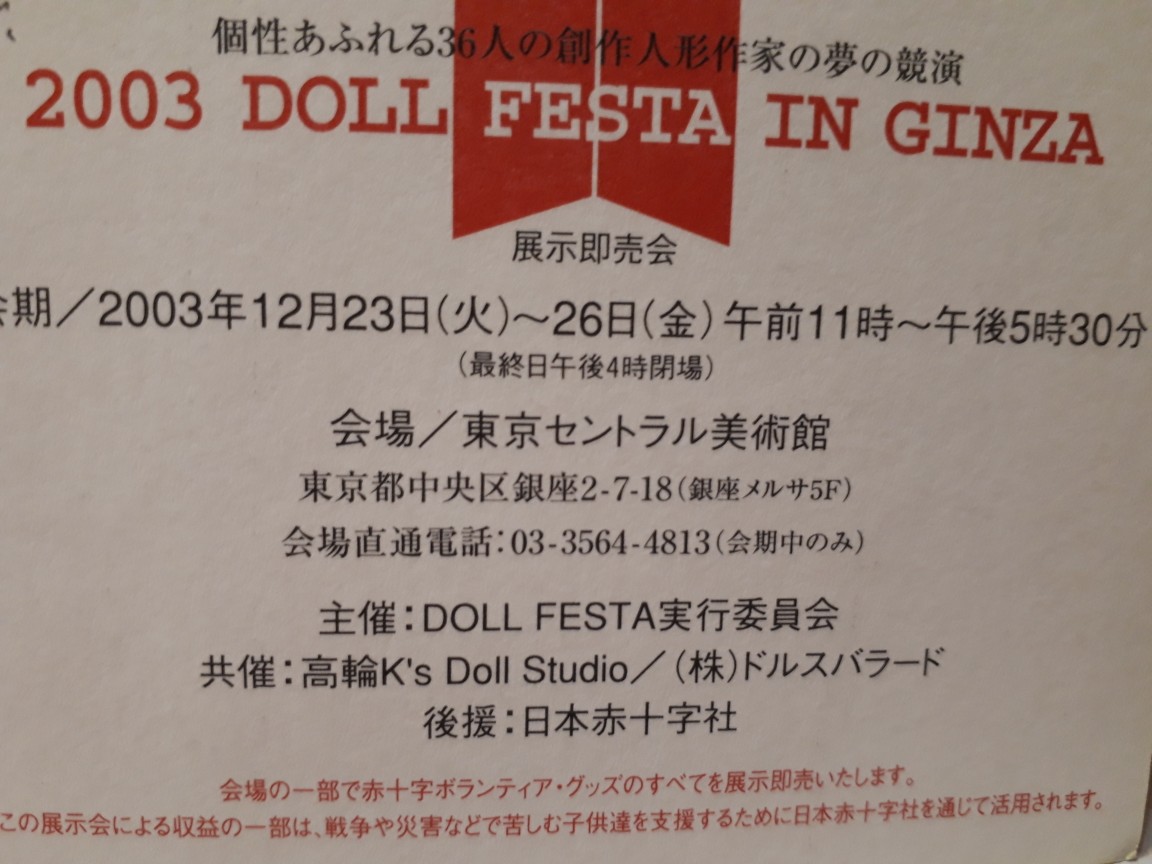 個性あふれる36人の創作人形作家の夢の競演
2003 DOLL FESTA IN GINZA
展示即売会
会期／2003年12月23日(火)～26日(金)午前11時～午後5時30分
(最終日午後4時閉場)
会場／東京セントラル美術館
東京都中央区銀座2-7-18(銀座メルサ5F)
会場直通電話:03-3564-4813(会期中のみ)
主催:DOLL FESTA実行委員会
共催:高輪K's Doll Studio／(株)ドルスバラード
後援:日本赤十字社
会場の一部で赤十字ボランティア・グッズのすべてを展示即売いたします。
この展示会による収益の一部は、戦争や災害などで苦しむ子供達を支援するために日本赤十字社を通じて活用されます。